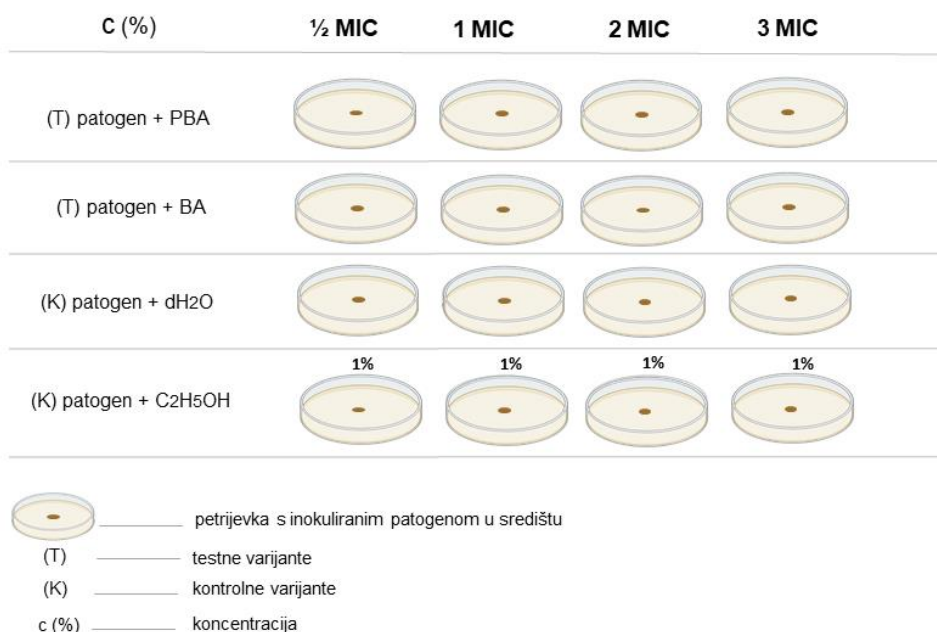 c (%) ½ MIC 1 MIC 2 MIC 3 MIC
(T) patogen + PBA
(T) patogen + BA
(K) patogen + dH2O
1% 1% 1% 1%
(K) patogen + C2H5OH
petrijevka s inokuliranim patogenom u središtu
(T) testne varijante
(K) kontrolne varijante
c (%) koncentracija